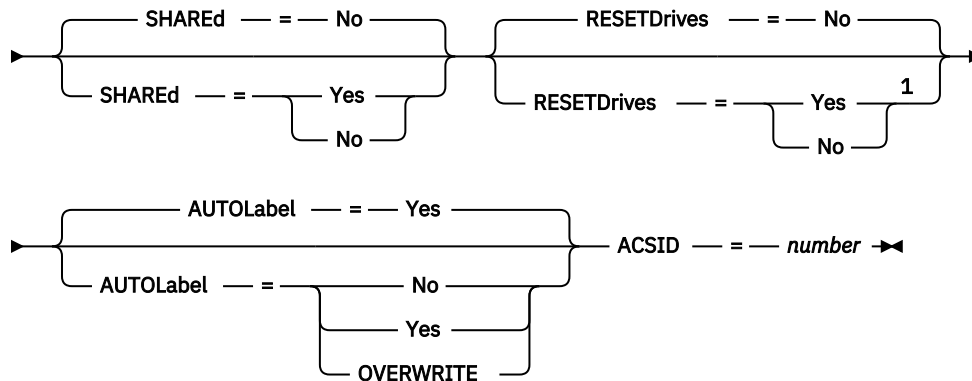 SHAREd = No
RESETDrives = No
SHAREd = Yes
No
RESETDrives = Yes
1
No
AUTOLabel = Yes
ACSID = number
AUTOLabel = No
Yes
OVERWRITE